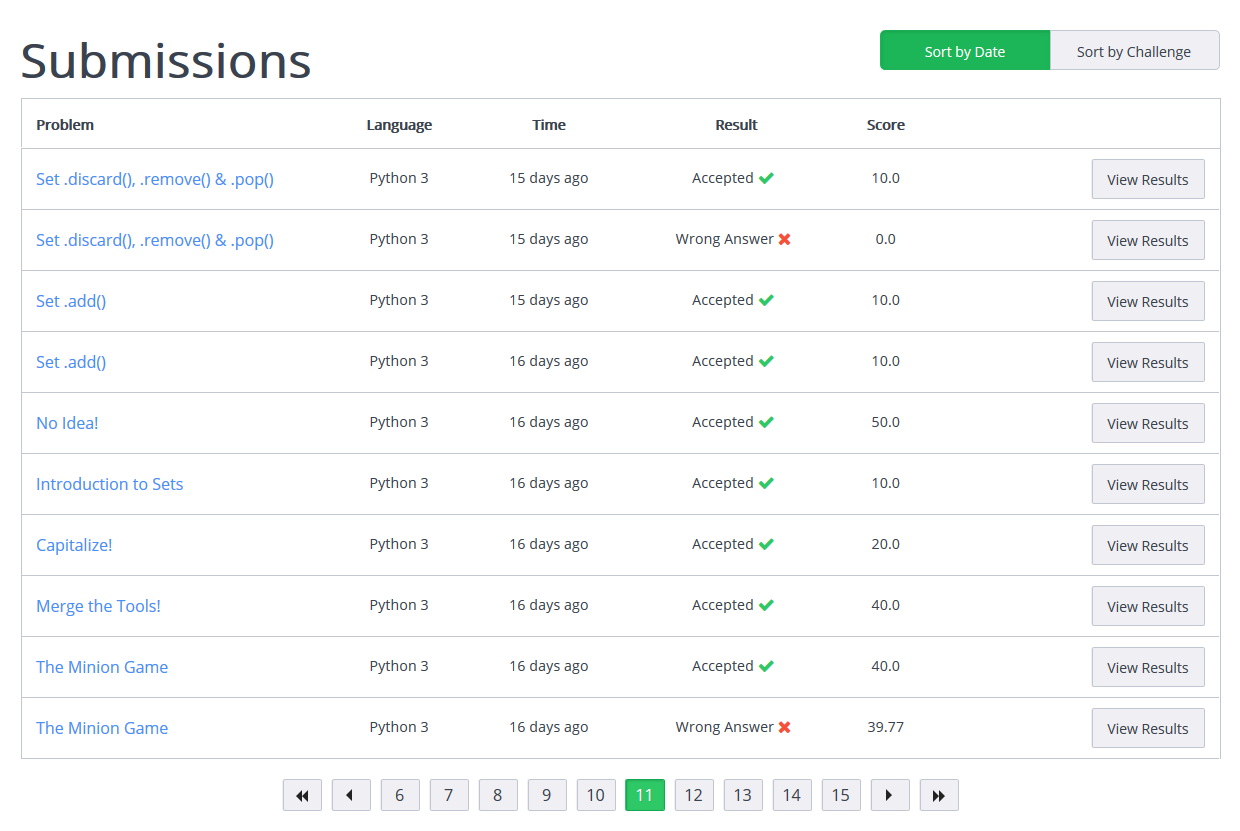 Submissions
Sort by Date Sort by Challenge
Problem Language Time Result Score
Set .discard(), .remove() & .pop() Python 3 15 days ago Accepted 10.0 View Results
Set .discard(), .remove() & .pop() Python 3 15 days ago Wrong Answer 0.0 View Results
Set .add() Python 3 15 days ago Accepted 10.0 View Results
Set .add() Python 3 16 days ago Accepted 10.0 View Results
No Idea! Python 3 16 days ago Accepted 50.0 View Results
Introduction to Sets Python 3 16 days ago Accepted 10.0 View Results
Capitalize! Python 3 16 days ago Accepted 20.0 View Results
Merge the Tools! Python 3 16 days ago Accepted 40.0 View Results
The Minion Game Python 3 16 days ago Accepted 40.0 View Results
The Minion Game Python 3 16 days ago Wrong Answer 39.77 View Results
6 7 8 9 10 11 12 13 14 15